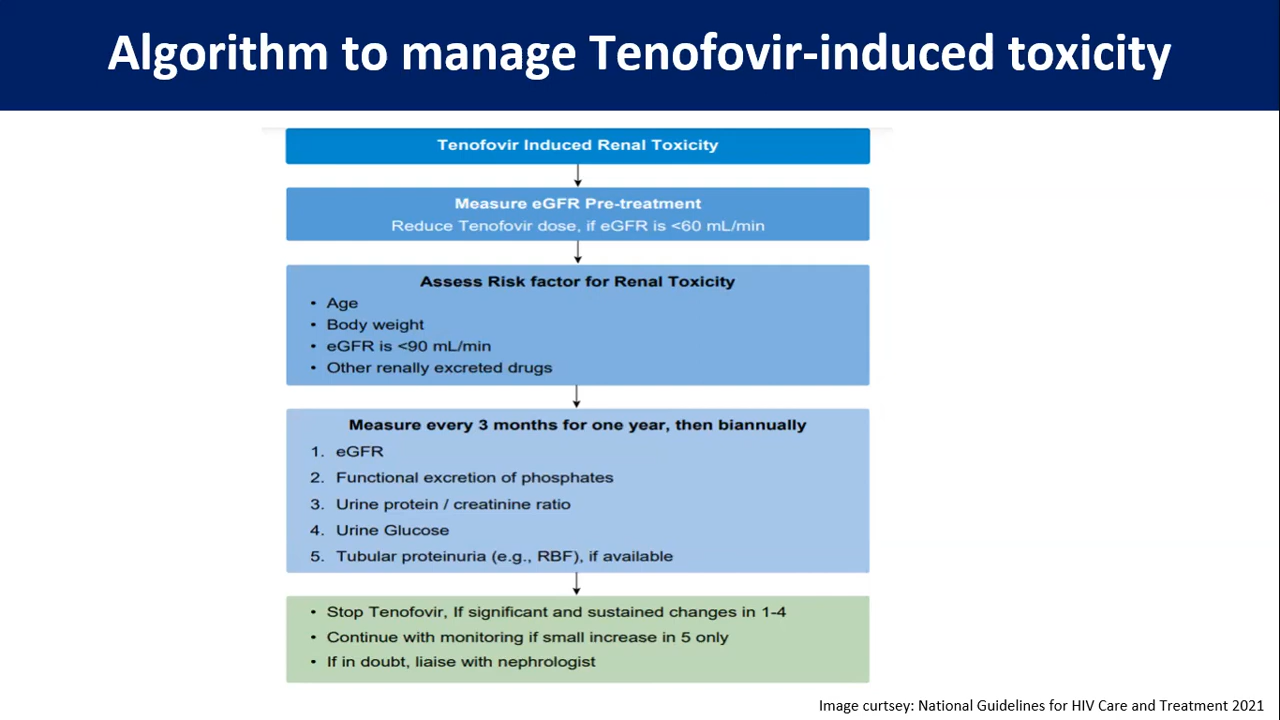 Algorithm to manage Tenofovir-induced toxicity
Tenofovir Induced Renal Toxicity
Measure eGFR Pre-treatment
Reduce Tenofovir dose, if eGFR is <60 mL/min
Assess Risk factor for Renal Toxicity
• Age
• Body weight
• eGFR is <90 mL/min
• Other renally excreted drugs
Measure every 3 months for one year, then biannually
1. eGFR
2. Functional excretion of phosphates
3. Urine protein / creatinine ratio
4. Urine Glucose
5. Tubular proteinuria (e.g., RBF), if available
• Stop Tenofovir, If significant and sustained changes in 1-4
• Continue with monitoring if small increase in 5 only
• If in doubt, liaise with nephrologist
Image curtsey: National Guidelines for HIV Care and Treatment 2021